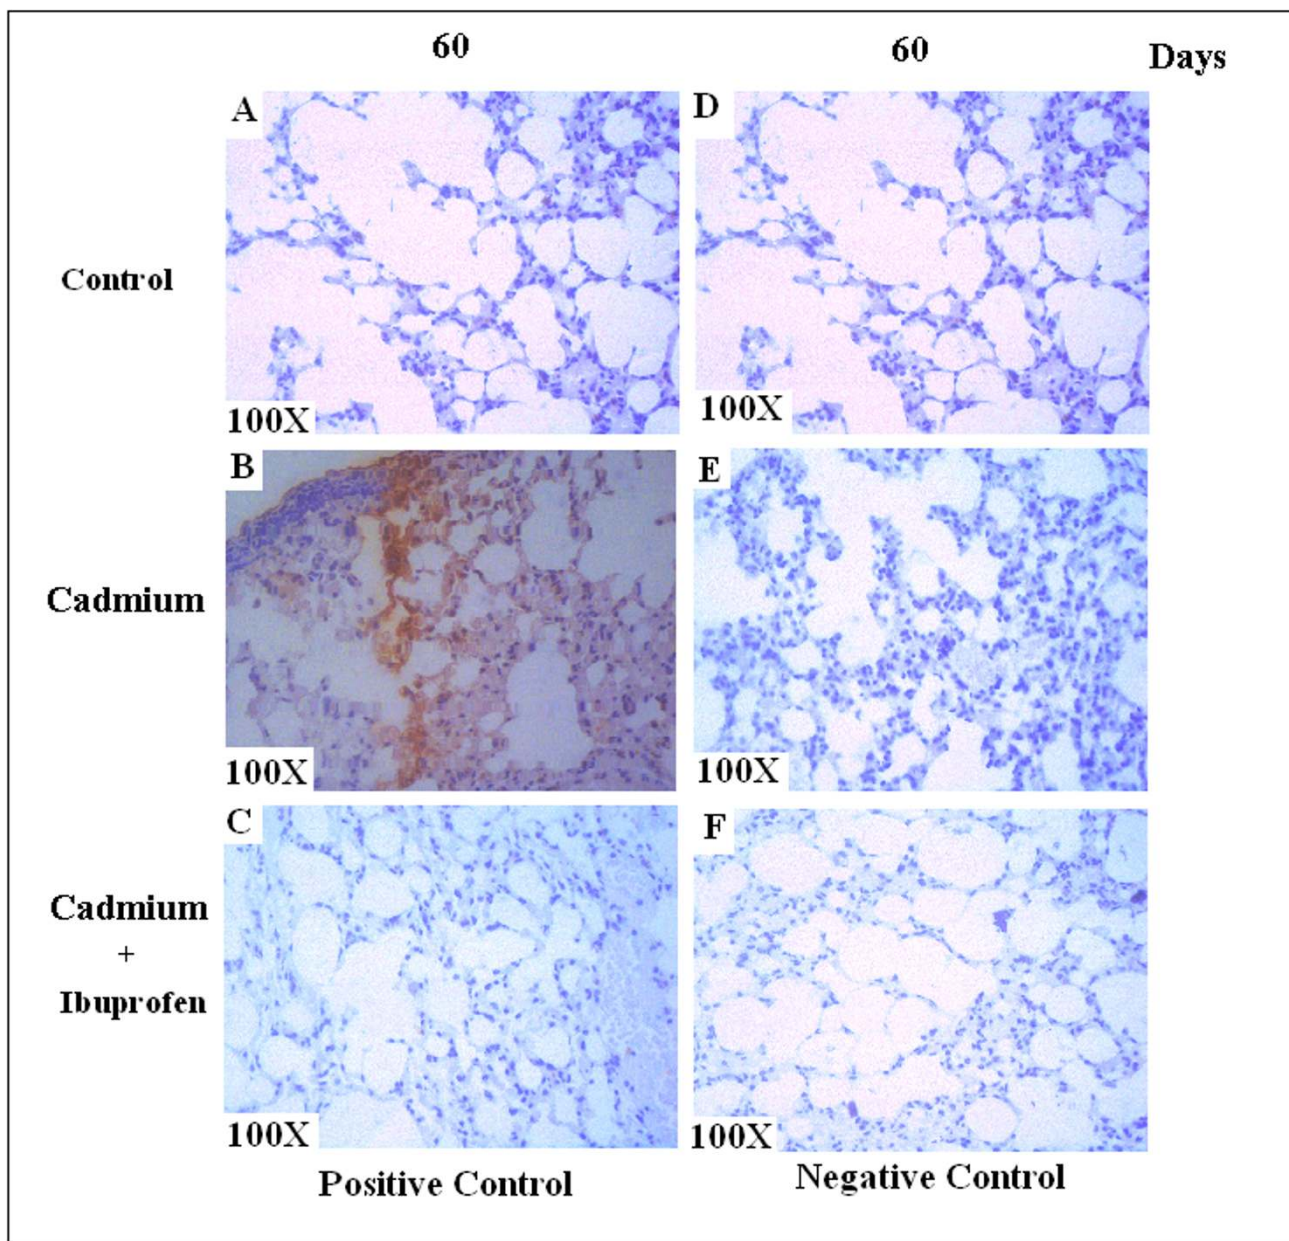 60 60 Days
A D
Control
100X 100X
B E
Cadmium
100X 100X
C F
Cadmium
+
Ibuprofen
100X 100X
Positive Control Negative Control